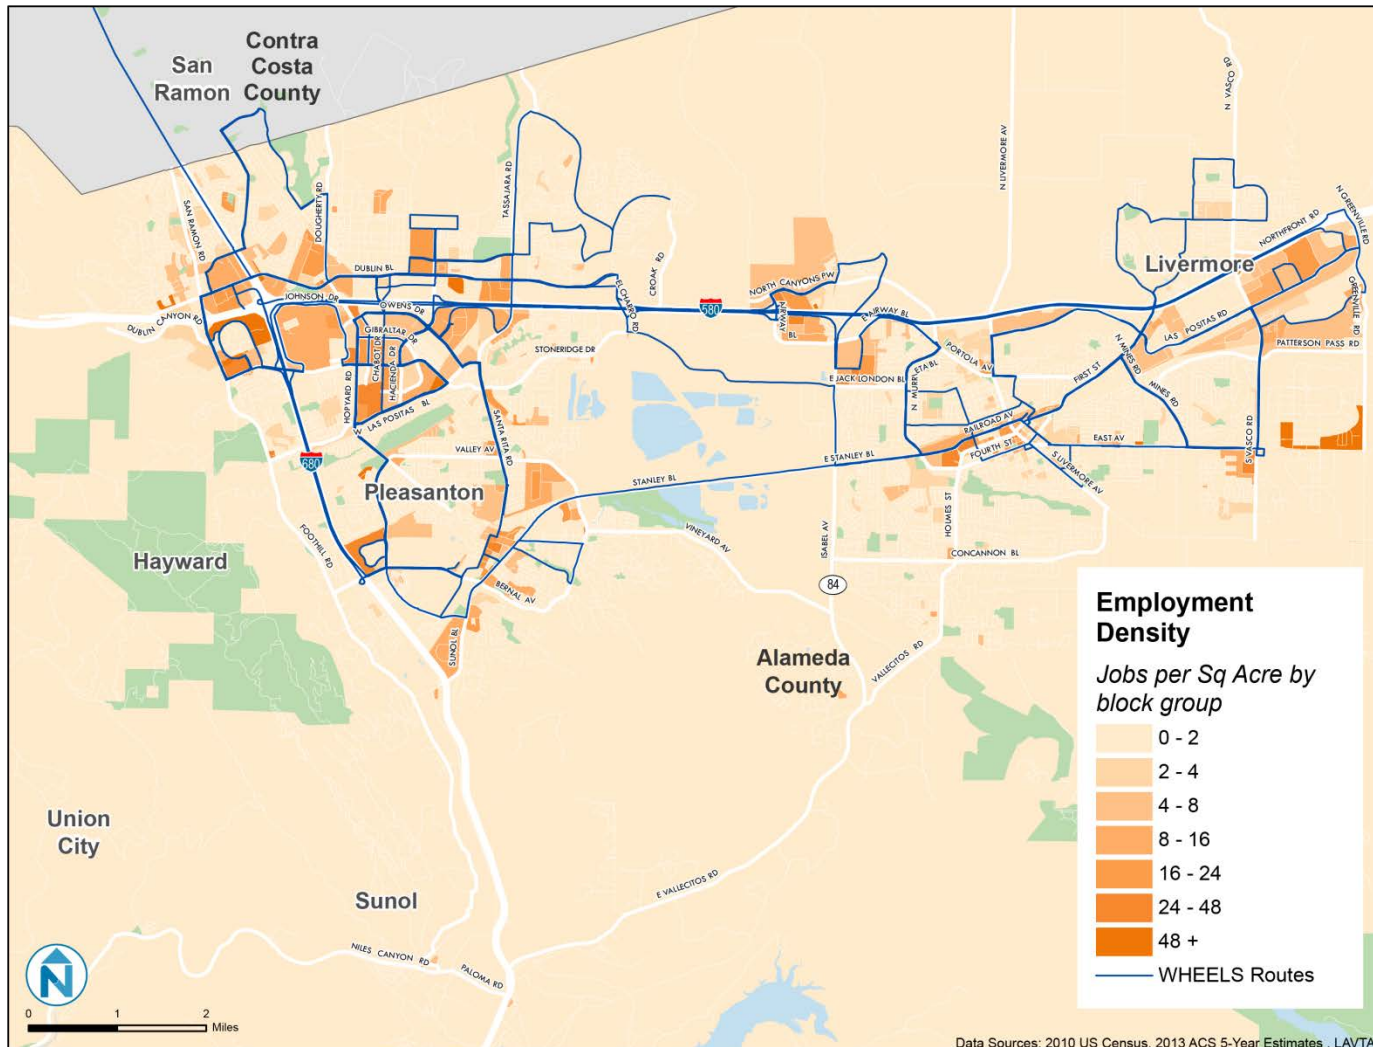 Contra
Costa
County
San
Ramon
N VASCO RD
N LIVERMORE AV
TASSAJARA RD
DOUGHERTY RD
SAN RAMON RD
N GREENVILLE RD
NORTHFRONT RD
Livermore
GREENVILLE RD
DUBLIN BL
CROAK RD
EL CHARRO RD
NORTH CANYONS PW
JOHNSON DR
OWENS DR
580
AIRWAY BL
E AIRWAY BL
DUBLIN CANYON RD
GIBRALTAR DR
CHABOT DR
HACIENDA DR
HOPYARD RD
STONERIDGE DR
LAS POSITAS RD
PATTERSON PASS RD
N MINES RD
PORTOLA AV
FIRST ST
E JACK LONDON BL
N MURRIETA BL
MINES RD
W LAS POSITAS BL
SANTA RITA RD
RAILROAD AV
S VASCO RD
VALLEY AV
680
FOURTH ST
EAST AV
E STANLEY BL
STANLEY BL
S LIVERMORE AV
Pleasanton
HOLMES ST
VINEYARD AV
ISABEL AV
FOOTHILL RD
Hayward
CONCANNON BL
84
BERNAL AV
SUNOL BL
Alameda
County
VALLECITOS RD
Employment
Density
Jobs per Sq Acre by
block group
0 - 2
2 - 4
4 - 8
8 - 16
16 - 24
24 - 48
48 +
WHEELS Routes
Union
City
Sunol
E VALLECITOS RD
NILES CANYON RD
PALOMA RD
N
0 1 2
Miles
Data Sources: 2010 US Census, 2013 ACS 5-Year Estimates , LAVTA